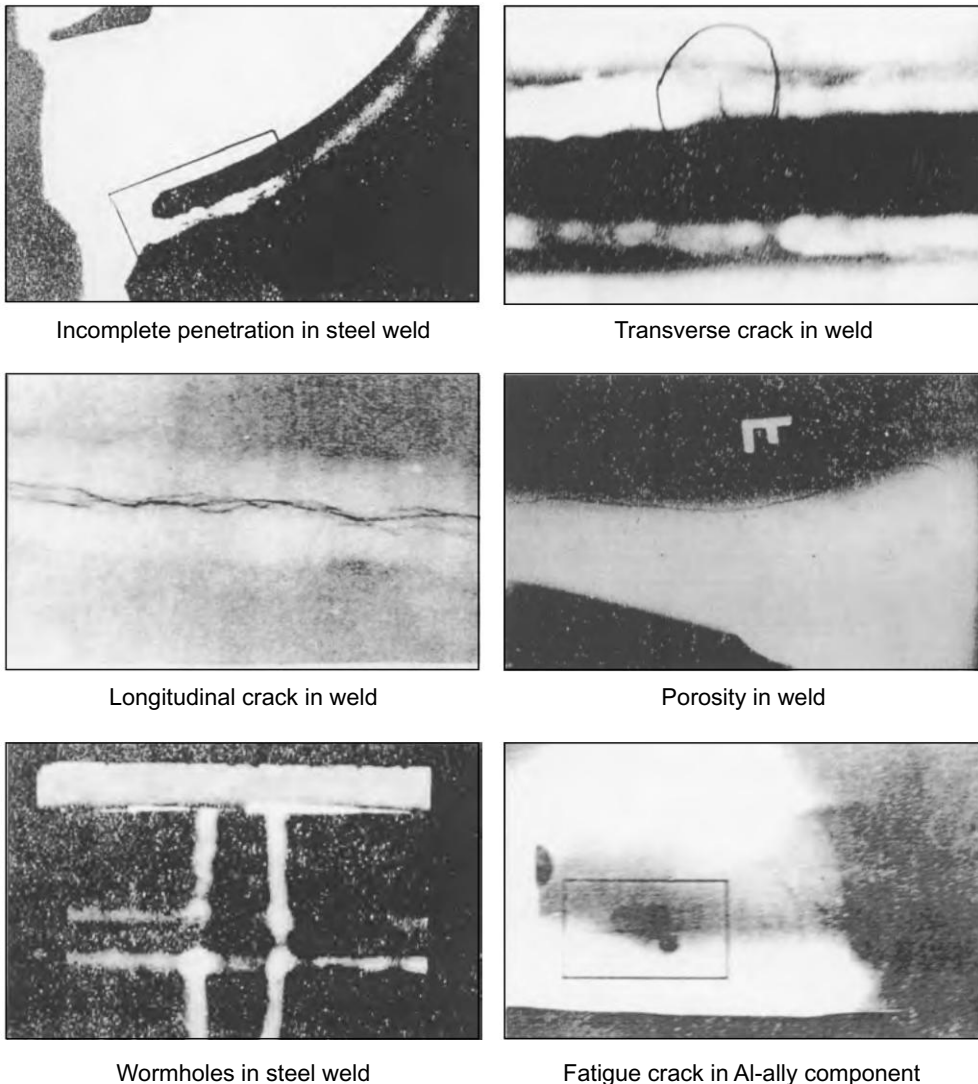 Incomplete penetration in steel weld
Transverse crack in weld
Longitudinal crack in weld
Porosity in weld
Wormholes in steel weld
Fatigue crack in Al-ally component